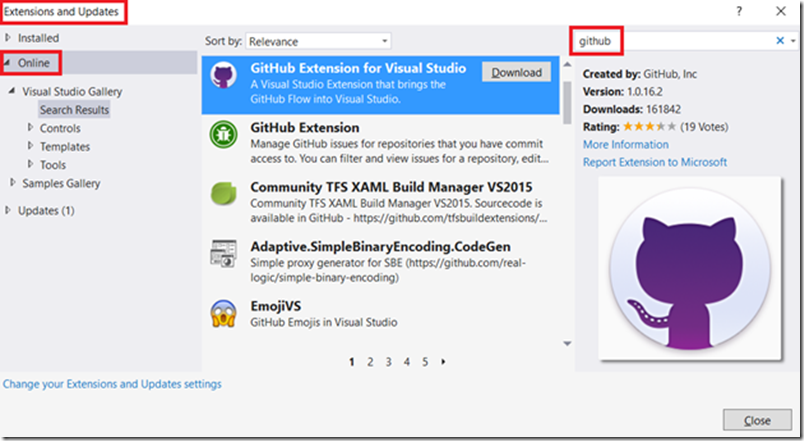 Extensions and Updates
?
Installed
Online
Visual Studio Gallery
Search Results
Controls
Templates
Tools
Samples Gallery
Updates (1)
Sort by: Relevance
GitHub Extension for Visual Studio
Download
A Visual Studio Extension that brings the
GitHub Flow into Visual Studio.
GitHub Extension
Manage GitHub issues for repositories that you have commit
access to. You can filter and view issues for a repository, edit...
Community TFS XAML Build Manager VS2015
Community TFS XAML Build Manager VS2015. Sourcecode is
available in GitHub - https://github.com/tfsbuildextensions/...
Adaptive.SimpleBinaryEncoding.CodeGen
Simple proxy generator for SBE (https://github.com/real-
logic/simple-binary-encoding)
EmojiVS
GitHub Emojis in Visual Studio
1 2 3 4 5
github
Created by: GitHub, Inc
Version: 1.0.16.2
Downloads: 161842
Rating: (19 Votes)
More Information
Report Extension to Microsoft
Change your Extensions and Updates settings
Close